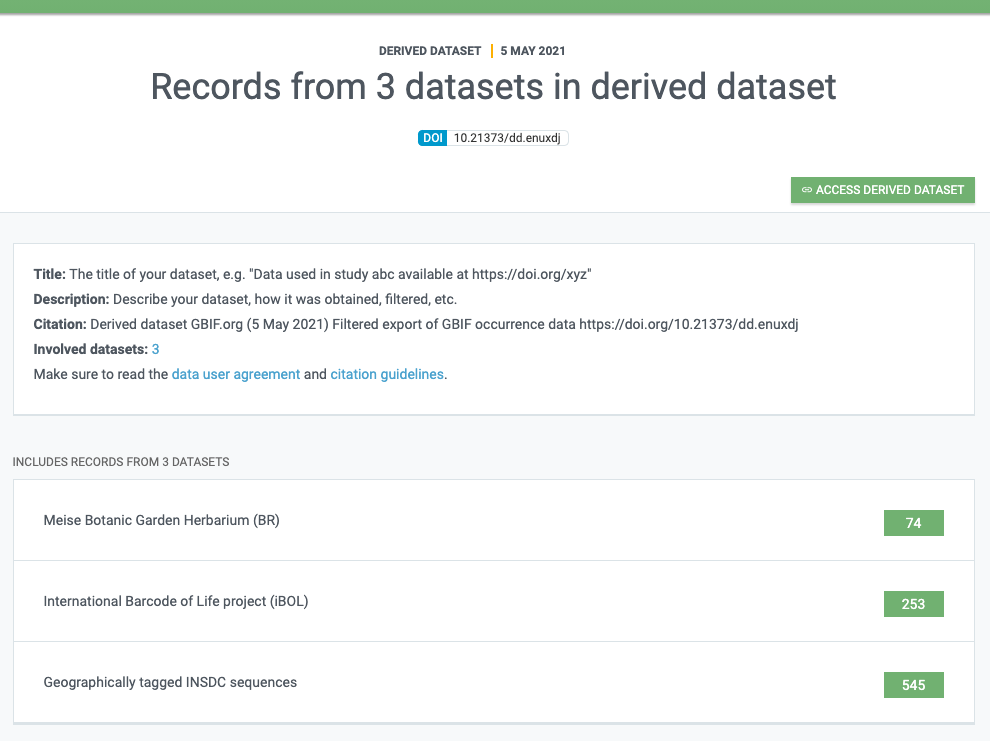 DERIVED DATASET | 5 MAY 2021
Records from 3 datasets in derived dataset
DOI 10.21373/dd.enuxdj
ACCESS DERIVED DATASET
Title: The title of your dataset, e.g. "Data used in study abc available at https://doi.org/xyz"
Description: Describe your dataset, how it was obtained, filtered, etc.
Citation: Derived dataset GBIF.org (5 May 2021) Filtered export of GBIF occurrence data https://doi.org/10.21373/dd.enuxdj
Involved datasets: 3
Make sure to read the data user agreement and citation guidelines.
INCLUDES RECORDS FROM 3 DATASETS
Meise Botanic Garden Herbarium (BR) 74
International Barcode of Life project (iBOL) 253
Geographically tagged INSDC sequences 545